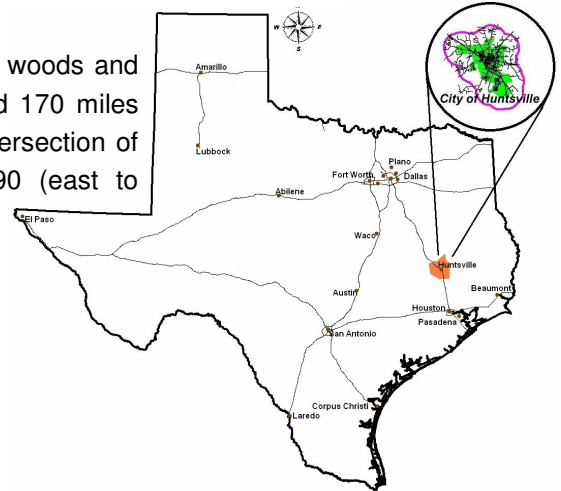 woods and
d 170 miles
ersection of
90 (east to
W E
S
City of Huntsville
Amarillo
Lubbock
Plano
Fort Worth
Dallas
Abilene
El Paso
Waco
Huntsville
Austin
Beaumont
Houston
Pasadena
San Antonio
Corpus Christi
Laredo